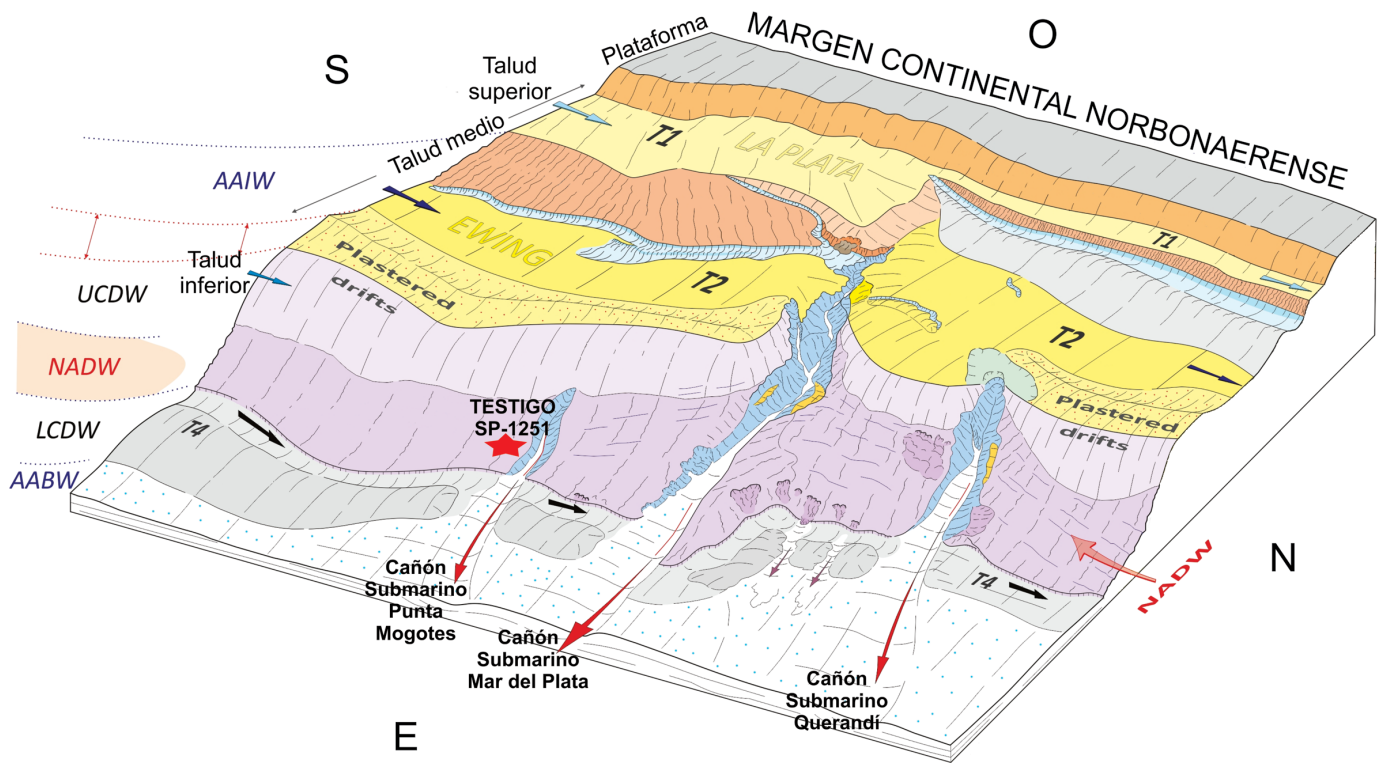 O
MARGEN CONTINENTAL NORBONAERENSE
Plataforma
S
Talud
superior
Talud medio
T1
LA PLATA
AAIW
EWING
T1
Talud
inferior
Plastered
drifts
T2
UCDW
T2
NADW
Plastered
drifts
TESTIGO
SP-1251
LCDW
T4
AABW
N
NADW
T4
Cañón
Submarino
Punta
Mogotes
Cañón
Submarino
Mar del Plata
Cañón
Submarino
Querandí
E